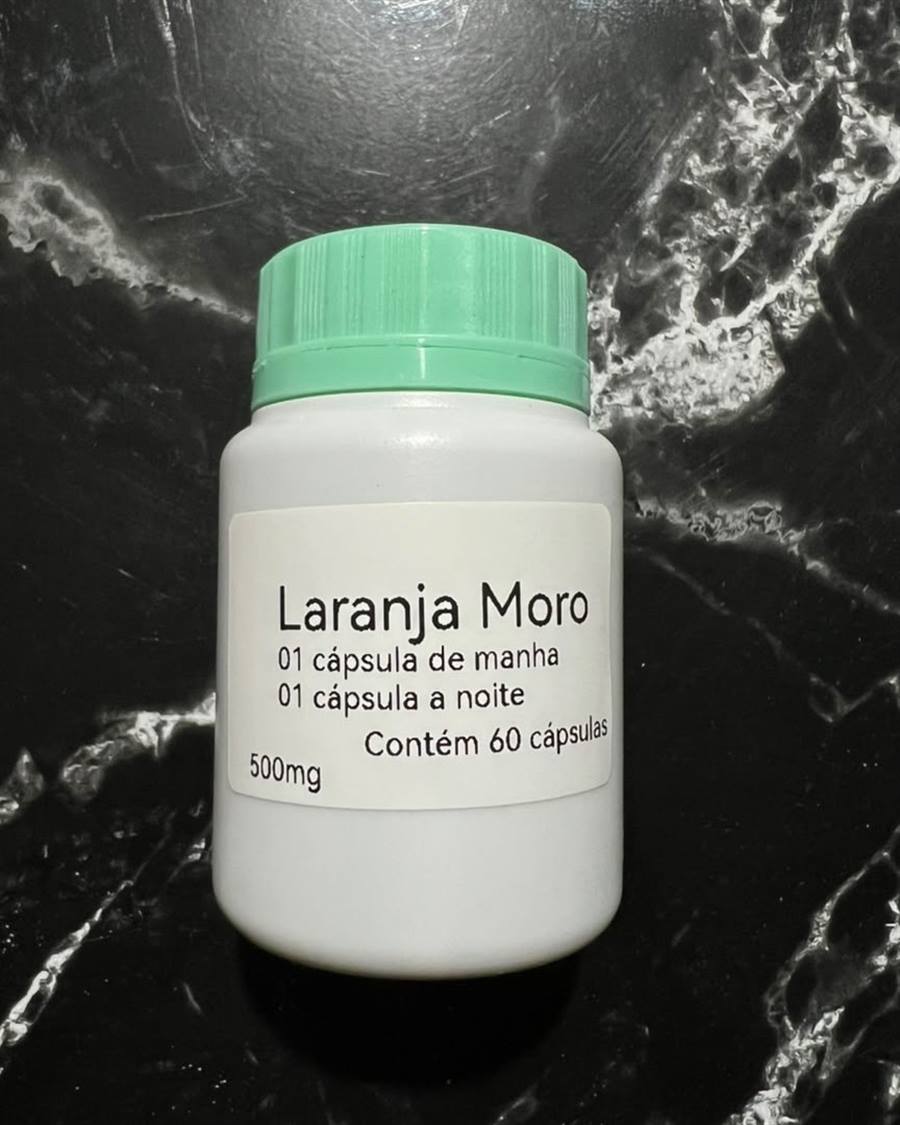 Laranja Moro
01 cápsula de manha
01 cápsula a noite
Contém 60 cápsulas
500mg